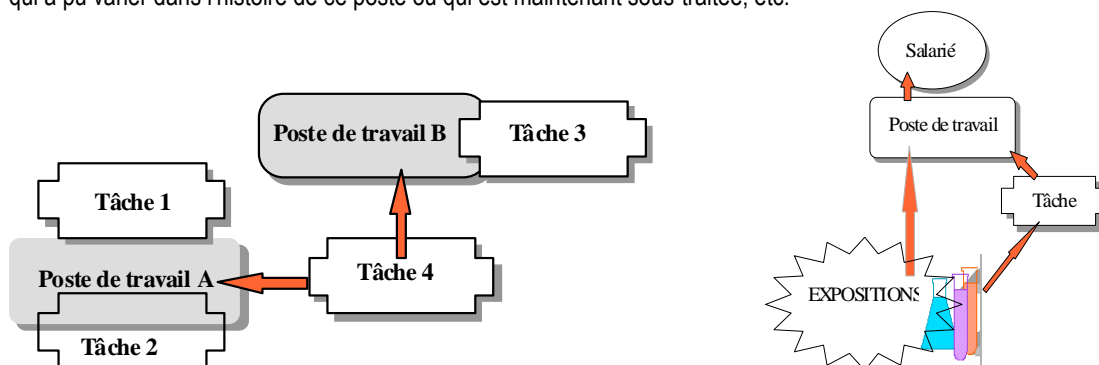 qui a pu varier dans l'histoire de ce poste ou qui est maintenant sous-traitée, etc.
Salarié
Poste de travail B
Tâche 3
Poste de travail
Tâche 1
Tâche
Poste de travail A
Tâche 4
EXPOSITIONS
Tâche 2